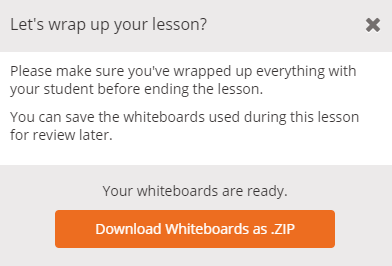 Let's wrap up your lesson?
Please make sure you've wrapped up everything with
your student before ending the lesson.
You can save the whiteboards used during this lesson
for review later.
Your whiteboards are ready.
Download Whiteboards as .ZIP